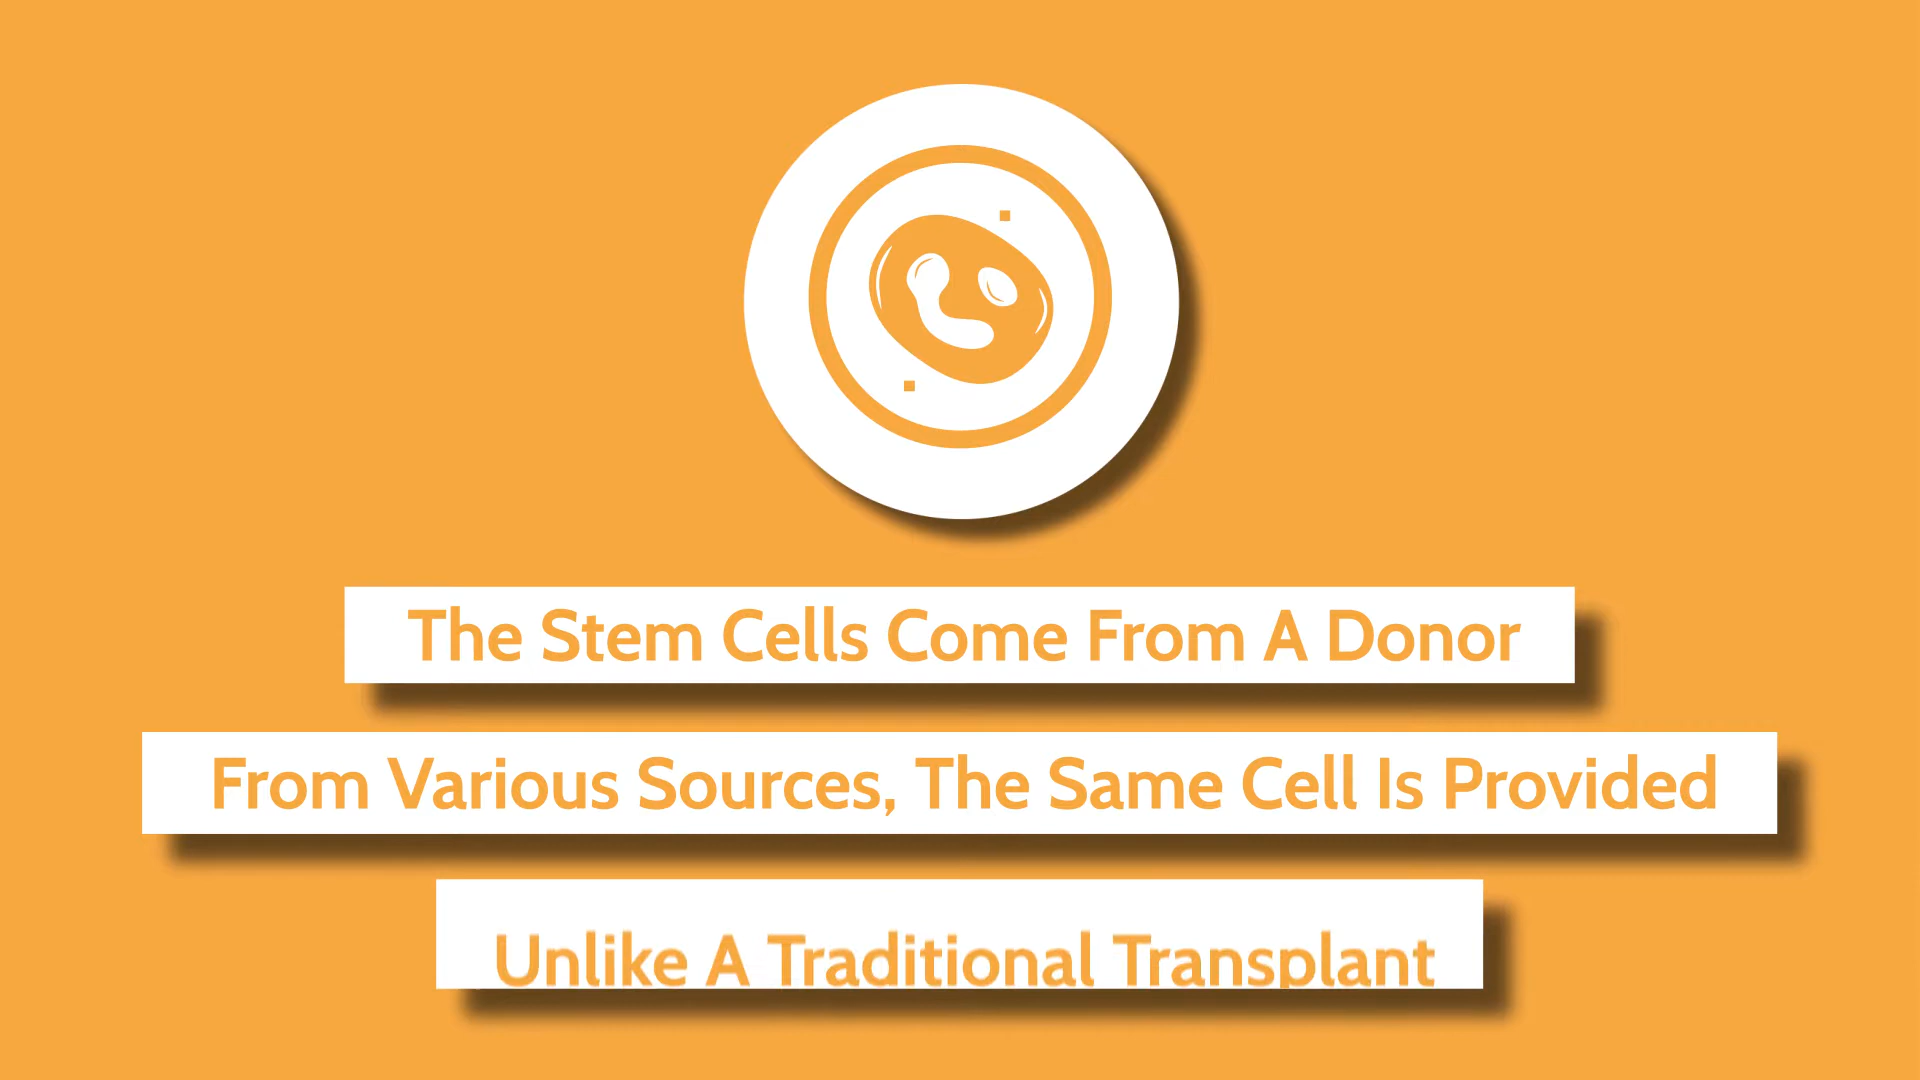 The Stem Cells Come From A Donor
From Various Sources, The Same Cell Is Provided
Unlike A Traditional Transplant